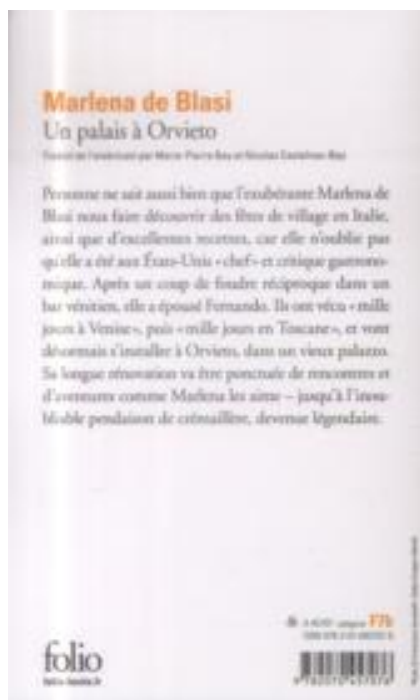 Marlena de Blasi
Un palais à Orvieto
Traduit de l'américain par Marie-Pierre Bay et Nicolas Castelnau-Bay
Personne ne sait aussi bien que l'exubérante Marlena de
Blasi nous faire découvrir des fêtes de village en Italie,
ainsi que d'excellentes recettes, car elle n'oublie pas
qu'elle a été aux États-Unis « chef » et critique gastrono-
mique. Après un coup de foudre réciproque dans un
bar vénitien, elle a épousé Fernando. Ils ont vécu « mille
jours à Venise », puis « mille jours en Toscane », et vont
désormais s'installer à Orvieto, dans un vieux palazzo.
Sa longue rénovation va être ponctuée de rencontres et
d'aventures comme Marlena les aime – jusqu'à l'inou-
bliable pendaison de crémaillère, devenue légendaire.
folio
F7b